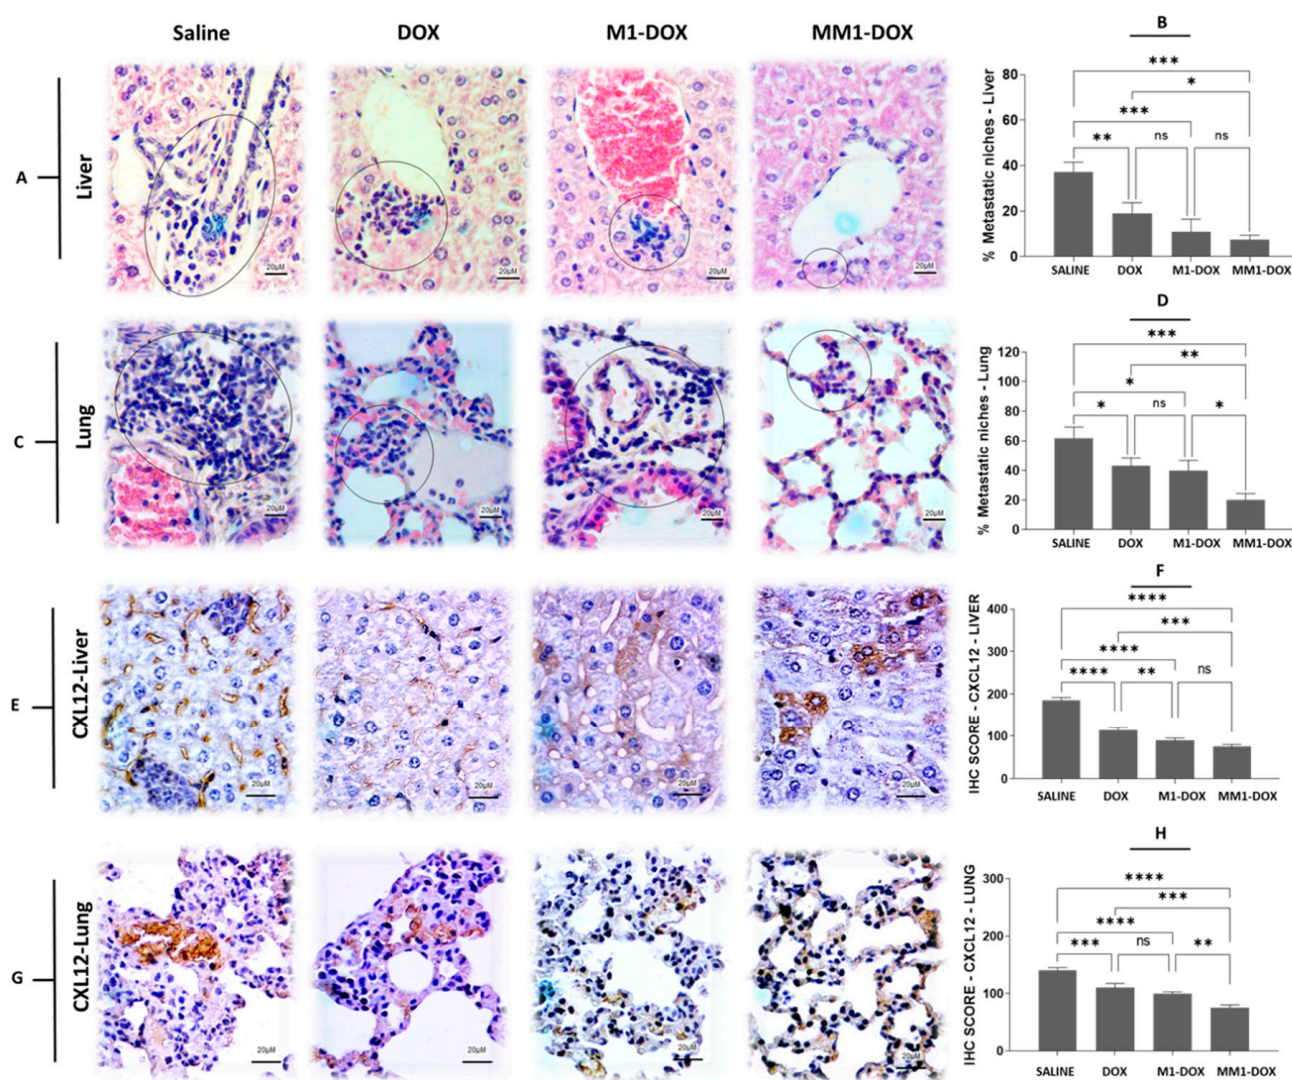 Saline DOX M1-DOX MM1-DOX
A
Liver
20µM 20µM 20µM 20µM
B
% Metastatic niches - Liver
80
60
40
20
0
***
*
***
** ns ns
SALINE DOX M1-DOX MM1-DOX
C
Lung
20µM 20µM 20µM 20µM
D
% Metastatic niches - Lung
120
100
80
60
40
20
0
***
**
*
* ns *
SALINE DOX M1-DOX MM1-DOX
E
CXL12-Liver
20µM 20µM 20µM 20µM
F
IHC SCORE - CXCL12 - LIVER
400
300
200
100
0
****
***
****
**** ** ns
SALINE DOX M1-DOX MM1-DOX
G
CXL12-Lung
20µM 20µM 20µM 20µM
H
IHC SCORE - CXCL12 - LUNG
300
200
100
0
****
***
****
*** ns **
SALINE DOX M1-DOX MM1-DOX